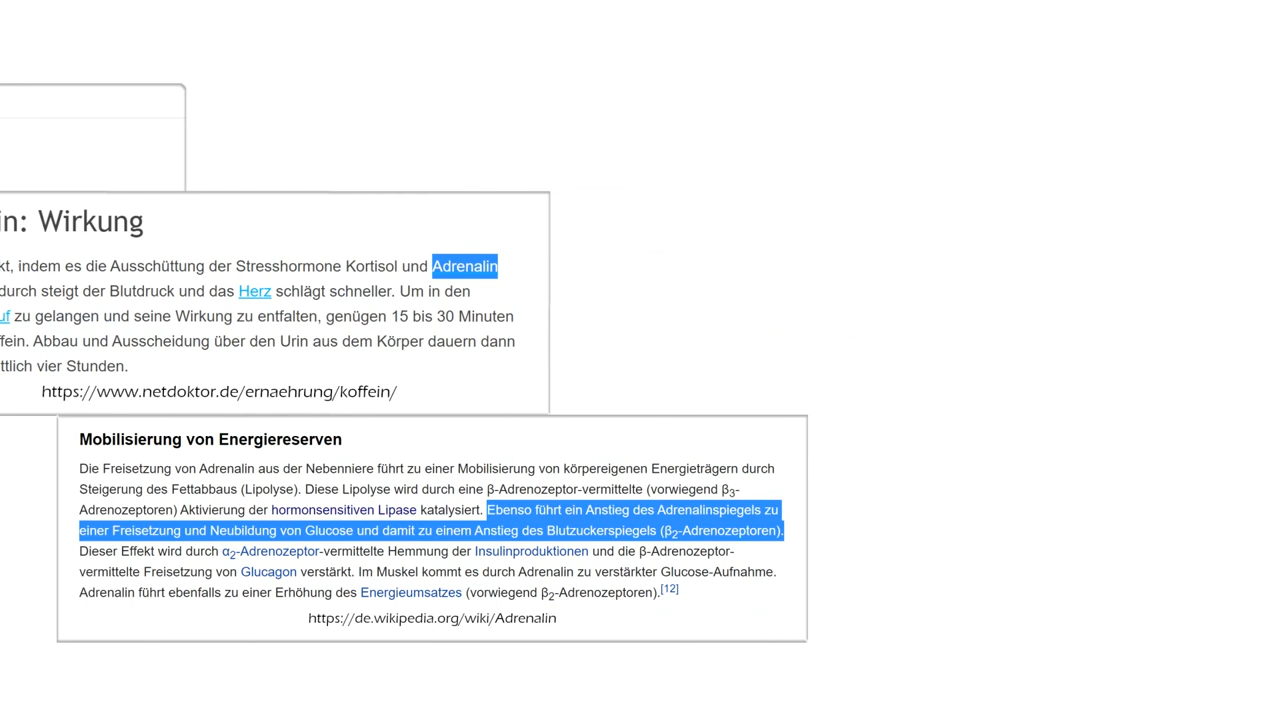 in: Wirkung
kt, indem es die Ausschüttung der Stresshormone Kortisol und Adrenalin
durch steigt der Blutdruck und das Herz schlägt schneller. Um in den
uf zu gelangen und seine Wirkung zu entfalten, genügen 15 bis 30 Minuten
ffein. Abbau und Ausscheidung über den Urin aus dem Körper dauern dann
ttlich vier Stunden.
https://www.netdoktor.de/ernaehrung/koffein/
Mobilisierung von Energiereserven
Die Freisetzung von Adrenalin aus der Nebenniere führt zu einer Mobilisierung von körpereigenen Energieträgern durch
Steigerung des Fettabbaus (Lipolyse). Diese Lipolyse wird durch eine β-Adrenozeptor-vermittelte (vorwiegend β3-
Adrenozeptoren) Aktivierung der hormonsensitiven Lipase katalysiert. Ebenso führt ein Anstieg des Adrenalinspiegels zu
einer Freisetzung und Neubildung von Glucose und damit zu einem Anstieg des Blutzuckerspiegels (β2-Adrenozeptoren).
Dieser Effekt wird durch α2-Adrenozeptor-vermittelte Hemmung der Insulinproduktionen und die β-Adrenozeptor-
vermittelte Freisetzung von Glucagon verstärkt. Im Muskel kommt es durch Adrenalin zu verstärkter Glucose-Aufnahme.
Adrenalin führt ebenfalls zu einer Erhöhung des Energieumsatzes (vorwiegend β2-Adrenozeptoren).[12]
https://de.wikipedia.org/wiki/Adrenalin